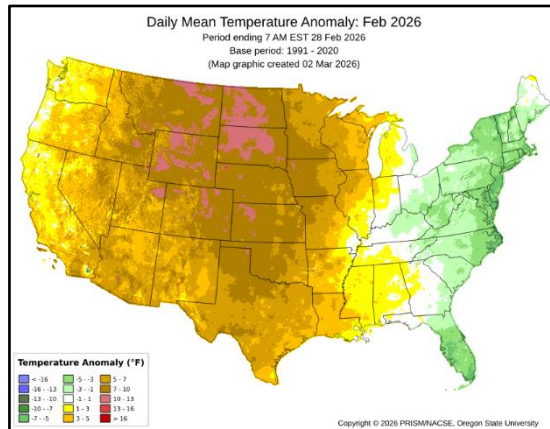 Daily Mean Temperature Anomaly: Feb 2026
Period ending 7 AM EST 28 Feb 2026
Base period: 1991 - 2020
(Map graphic created 02 Mar 2026)
Temperature Anomaly (°F)
< -16 -5 - -3 5 - 7
-16 - -13 -3 - -1 7 - 10
-13 - -10 -1 - 1 10 - 13
-10 - -7 1 - 3 13 - 16
-7 - -5 3 - 5 > 16
Copyright © 2026 PRISM/NACSE, Oregon State University